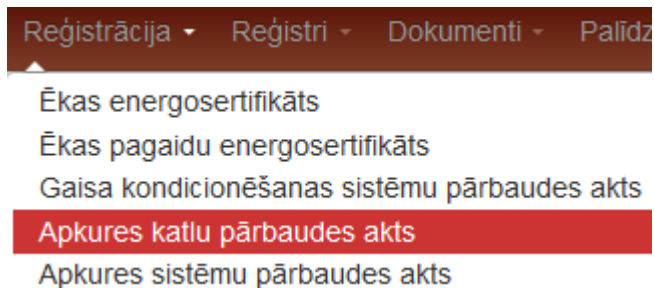 Reģistrācija Reģistri Dokumenti Palīdz
Ēkas energosertifikāts
Ēkas pagaidu energosertifikāts
Gaisa kondicionēšanas sistēmu pārbaudes akts
Apkures katlu pārbaudes akts
Apkures sistēmu pārbaudes akts